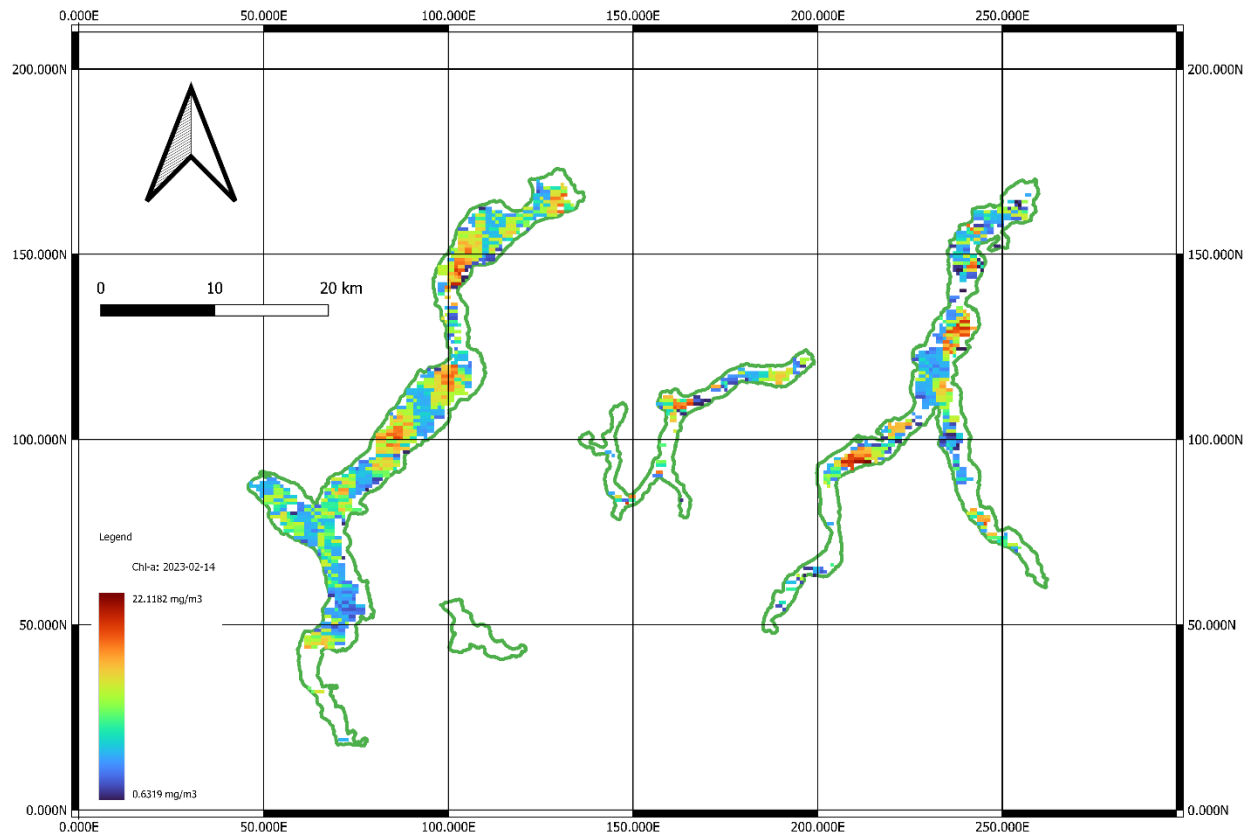 0.000E 50.000E 100.000E 150.000E 200.000E 250.000E
200.000N 200.000N
150.000N 150.000N
0 10 20 km
100.000N 100.000N
Legend
Chl-a: 2023-02-14
22.1182 mg/m3
50.000N 50.000N
0.6319 mg/m3
0.000N 0.000N
0.000E 50.000E 100.000E 150.000E 200.000E 250.000E